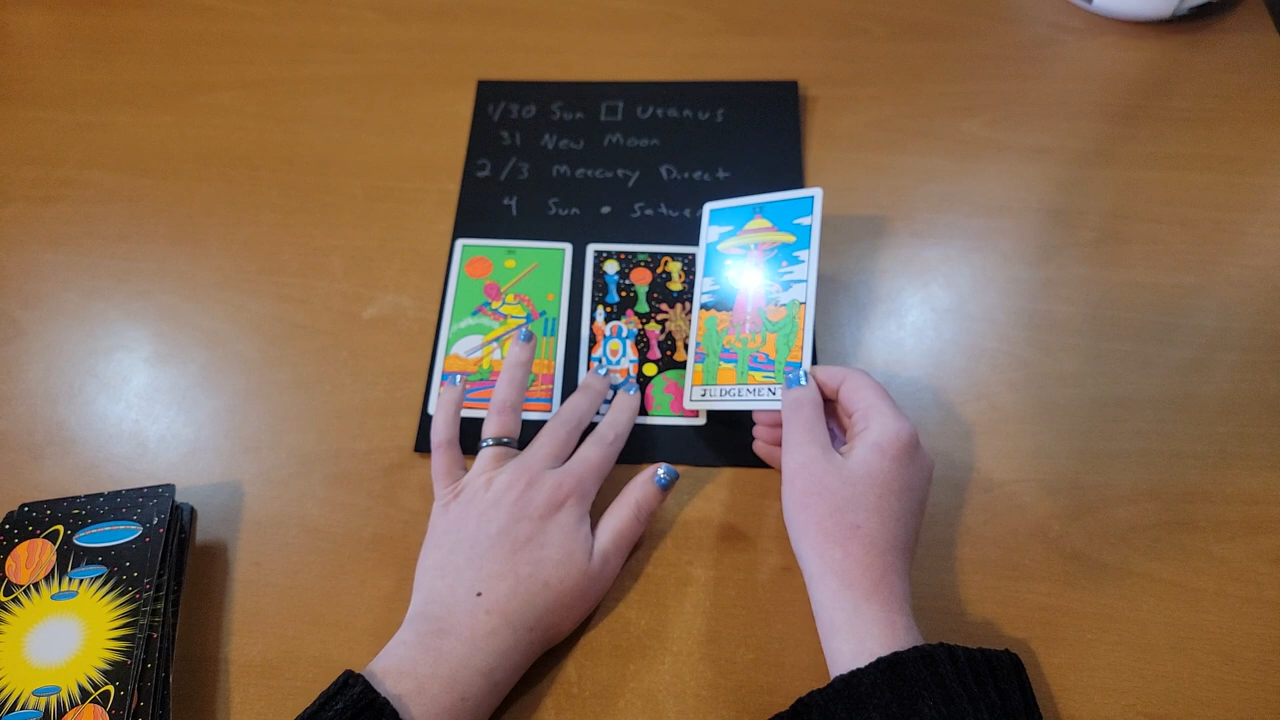 1/30 Sun □ Uranus
31 New Moon
2/3 Mercury Direct
4 Sun •
JUDGEMENT